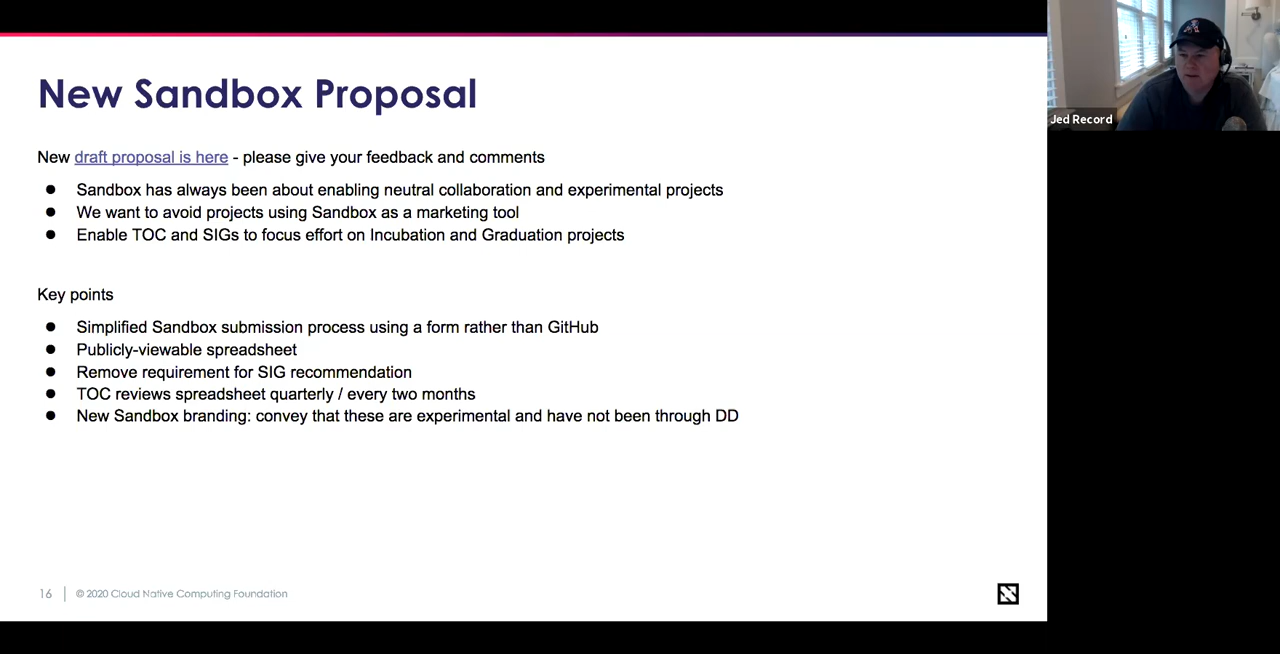 New Sandbox Proposal
New draft proposal is here - please give your feedback and comments
● Sandbox has always been about enabling neutral collaboration and experimental projects
● We want to avoid projects using Sandbox as a marketing tool
● Enable TOC and SIGs to focus effort on Incubation and Graduation projects
Key points
● Simplified Sandbox submission process using a form rather than GitHub
● Publicly-viewable spreadsheet
● Remove requirement for SIG recommendation
● TOC reviews spreadsheet quarterly / every two months
● New Sandbox branding: convey that these are experimental and have not been through DD
16 | © 2020 Cloud Native Computing Foundation
Jed Record